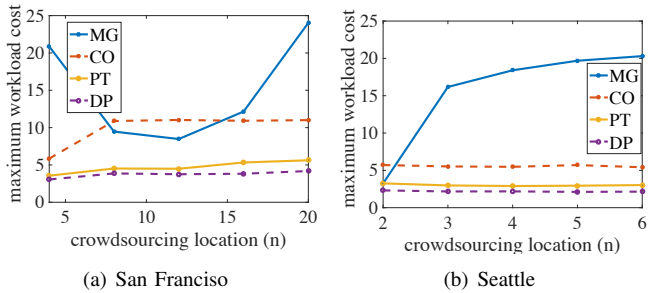 maximum workload cost
25
20
15
10
5
0
MG
CO
PT
DP
5
10
15
20
crowdsourcing location (n)
(a) San Franciso
maximum workload cost
25
20
15
10
5
0
MG
CO
PT
DP
2
3
4
5
6
crowdsourcing location (n)
(b) Seattle